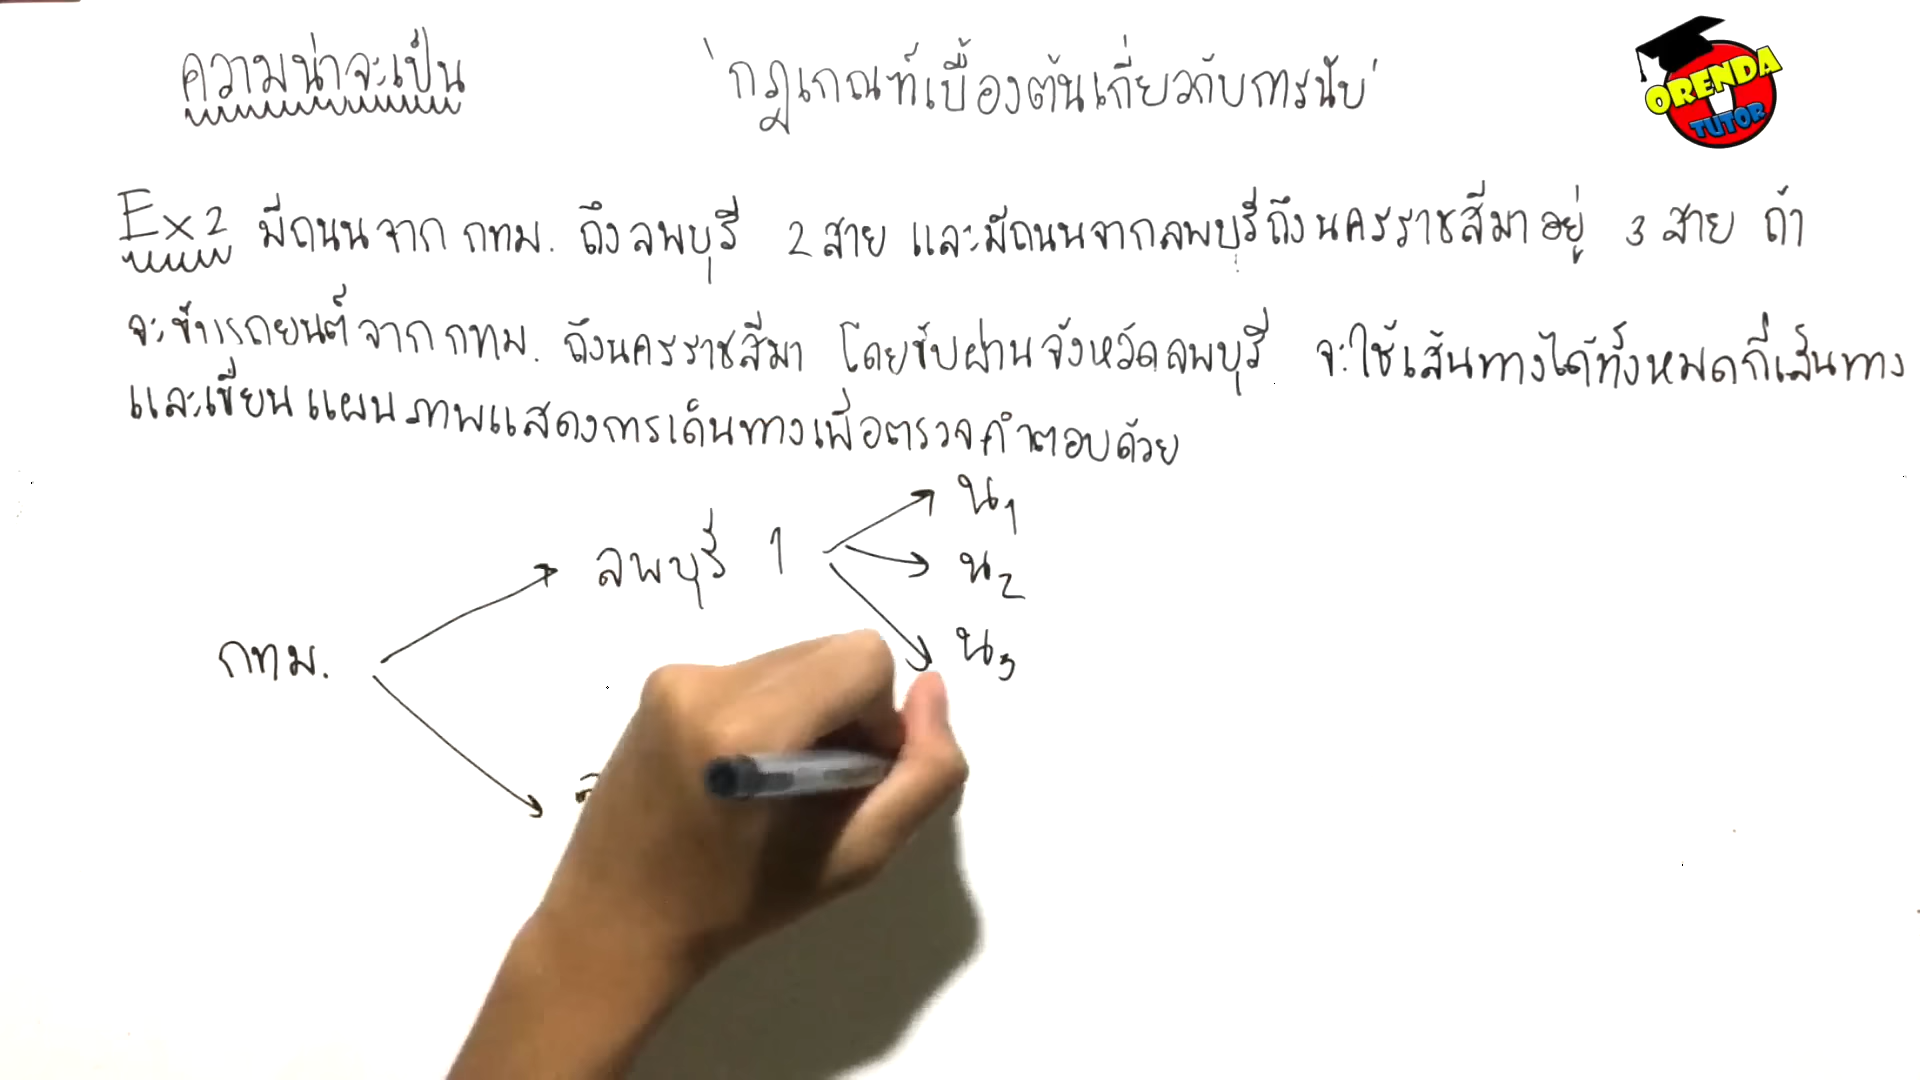 ความน่าจะเป็น
'กฎเกณฑ์เบื้องต้นเกี่ยวกับการนับ'
ORENDA
TUTOR
Ex2 มีถนนจาก กทม. ถึงลพบุรี 2 สาย และมีถนนจากลพบุรีถึงนครราชสีมาอยู่ 3 สาย ถ้า
จะขับรถยนต์จากกทม. ถึงนครราชสีมา โดยขับผ่านจังหวัดลพบุรี จะใช้เส้นทางได้ทั้งหมดกี่เส้นทาง
และเขียนแผนภาพแสดงการเดินทางเพื่อตรวจคำตอบด้วย
น1
ลพบุรี 1
น2
กทม.
น3